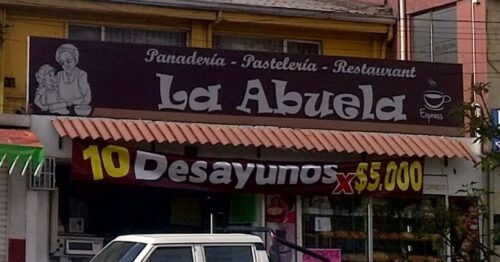 Panadería - Pastelería - Restaurant
La Abuela
Express
10 Desayunos x $5.000